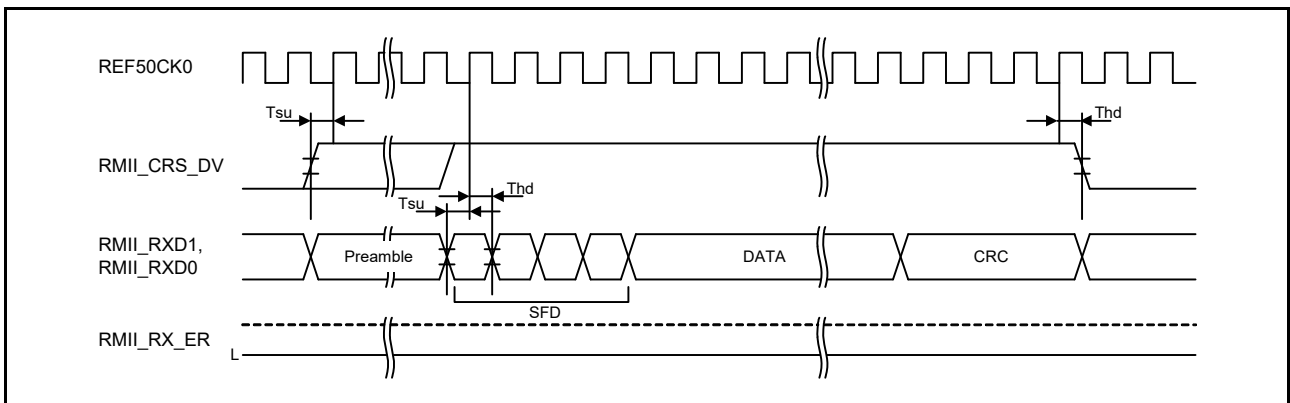 REF50CK0
Tsu
Thd
RMII_CRS_DV
Thd
Tsu
RMII_RXD1,
RMII_RXD0
Preamble
DATA
CRC
SFD
RMII_RX_ER
L